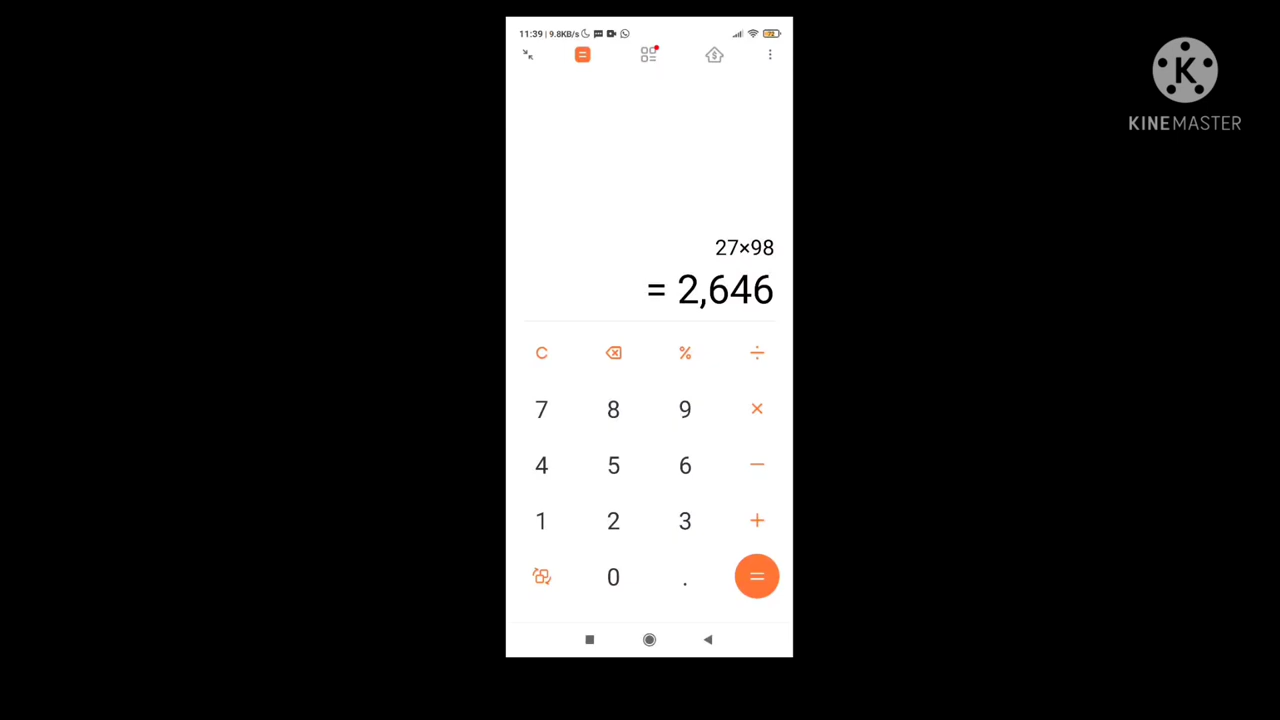 11:39 | 9.8KB/s
72
K
KINEMASTER
27×98
= 2,646
C % ÷
7 8 9 ×
4 5 6 −
1 2 3 +
0 . =